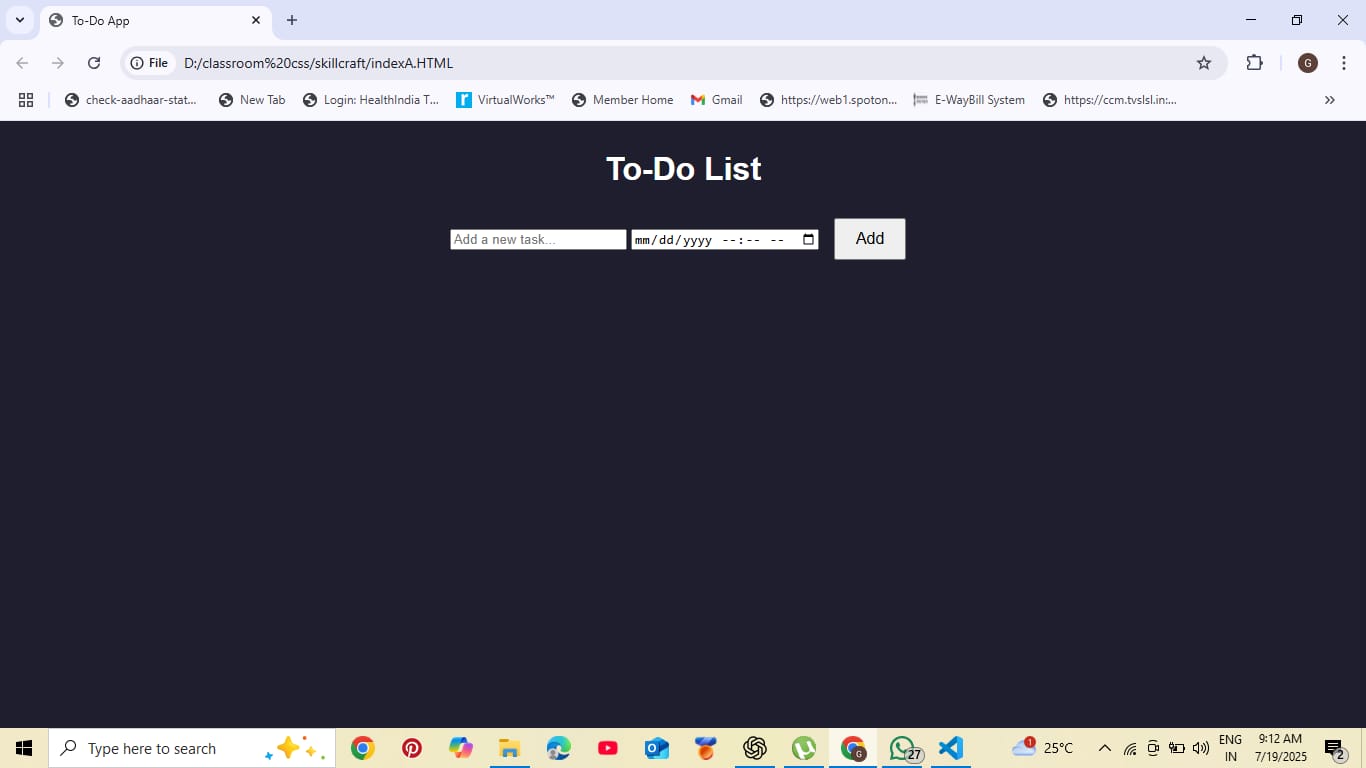 To-Do App
File D:/classroom%20css/skillcraft/indexA.HTML
G
check-aadhaar-stat... New Tab Login: HealthIndia T... VirtualWorks™ Member Home Gmail https://web1.spoton... E-WayBill System https://ccm.tvslsl.in:...
To-Do List
Add a new task... mm/dd/yyyy --:-- -- Add
Type here to search G 27 1 25°C ENG IN 9:12 AM 7/19/2025 2